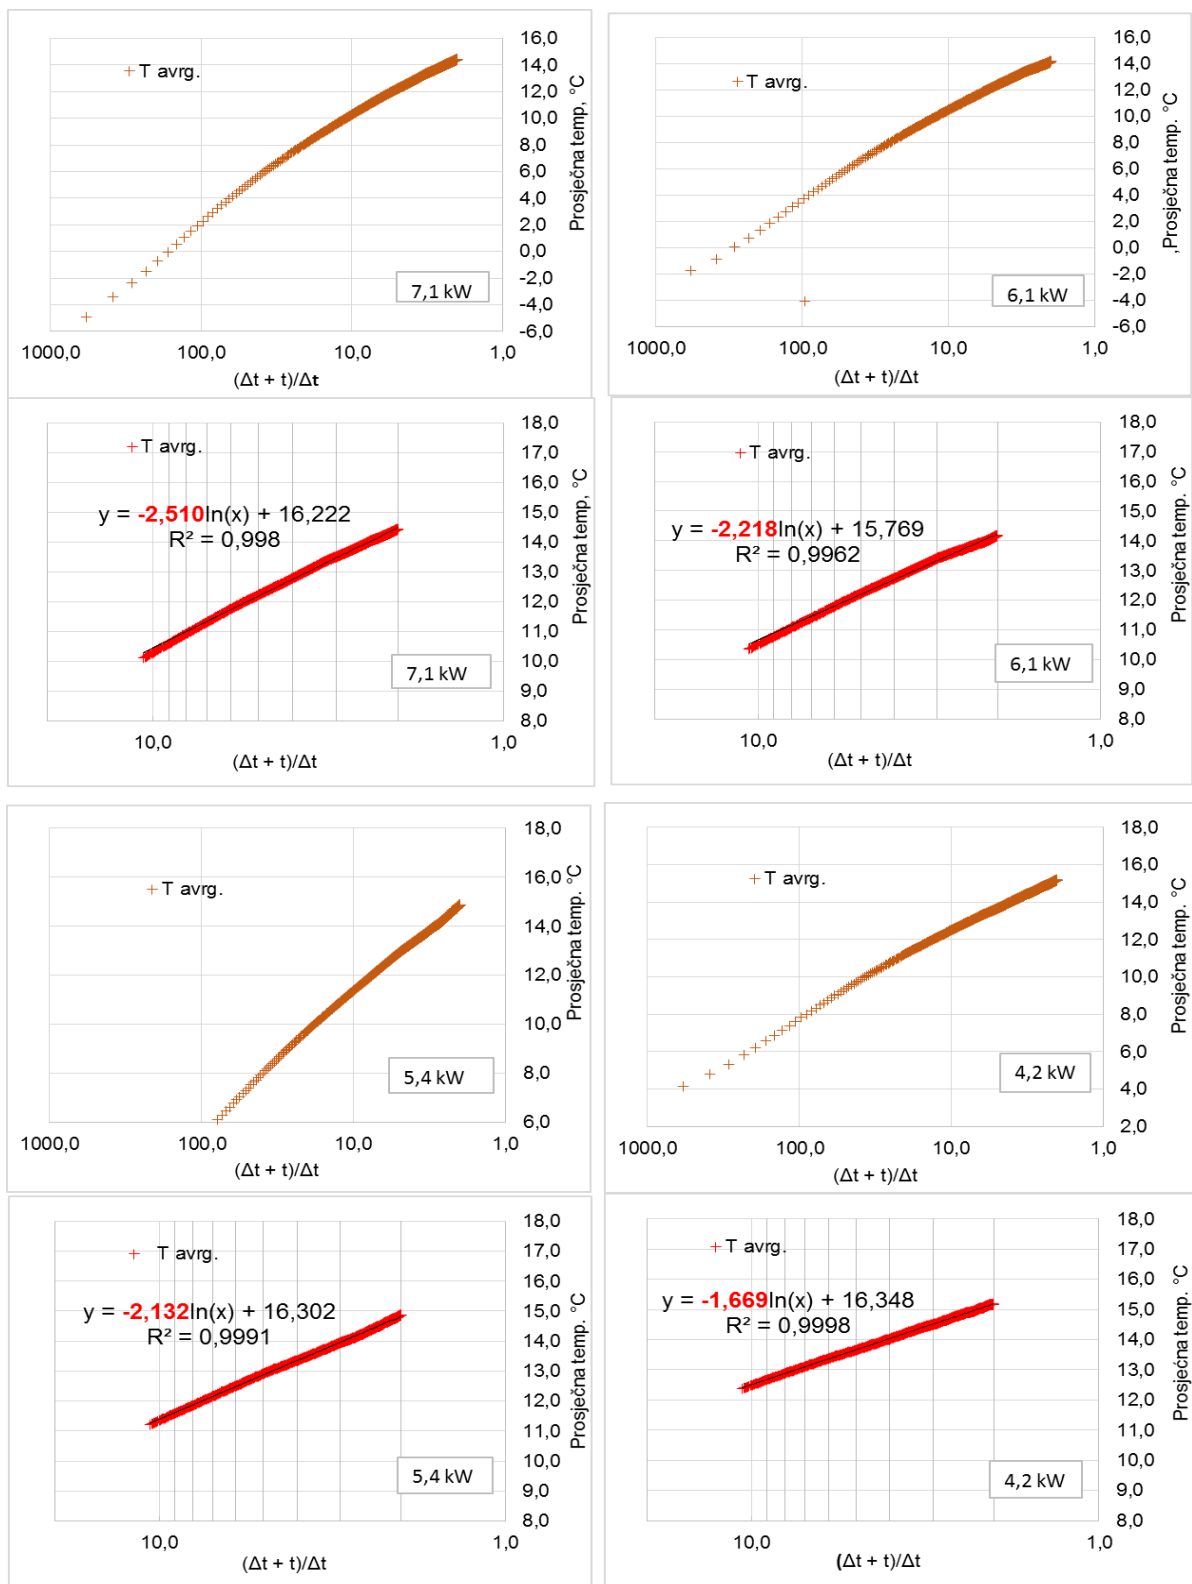 16,0
14,0
12,0
10,0
8,0
6,0
4,0
2,0
0,0
-2,0
-4,0
-6,0
T avrg.
Prosječna temp, °C
7,1 kW
1000,0 100,0 10,0 1,0
(Δt + t)/Δt
16,0
14,0
12,0
10,0
8,0
6,0
4,0
2,0
0,0
-2,0
-4,0
-6,0
T avrg.
,Prosječna temp. °C
6,1 kW
1000,0 100,0 10,0 1,0
(Δt + t)/Δt
18,0
17,0
16,0
15,0
14,0
13,0
12,0
11,0
10,0
9,0
8,0
T avrg.
y = -2,510ln(x) + 16,222
R² = 0,998
Prosječna temp, °C
7,1 kW
10,0 1,0
(Δt + t)/Δt
18,0
17,0
16,0
15,0
14,0
13,0
12,0
11,0
10,0
9,0
8,0
T avrg.
y = -2,218ln(x) + 15,769
R² = 0,9962
Prosječna temp. °C
6,1 kW
10,0 1,0
(Δt + t)/Δt
18,0
16,0
14,0
12,0
10,0
8,0
6,0
T avrg.
Prosječna temp. °C
5,4 kW
1000,0 100,0 10,0 1,0
(Δt + t)/Δt
18,0
16,0
14,0
12,0
10,0
8,0
6,0
4,0
2,0
T avrg.
Prosječna temp. °C
4,2 kW
1000,0 100,0 10,0 1,0
(Δt + t)/Δt
18,0
17,0
16,0
15,0
14,0
13,0
12,0
11,0
10,0
9,0
8,0
T avrg.
y = -2,132ln(x) + 16,302
R² = 0,9991
Prosječna temp. °C
5,4 kW
10,0 1,0
(Δt + t)/Δt
18,0
17,0
16,0
15,0
14,0
13,0
12,0
11,0
10,0
9,0
8,0
T avrg.
y = -1,669ln(x) + 16,348
R² = 0,9998
Prosječna temp. °C
4,2 kW
10,0 1,0
(Δt + t)/Δt